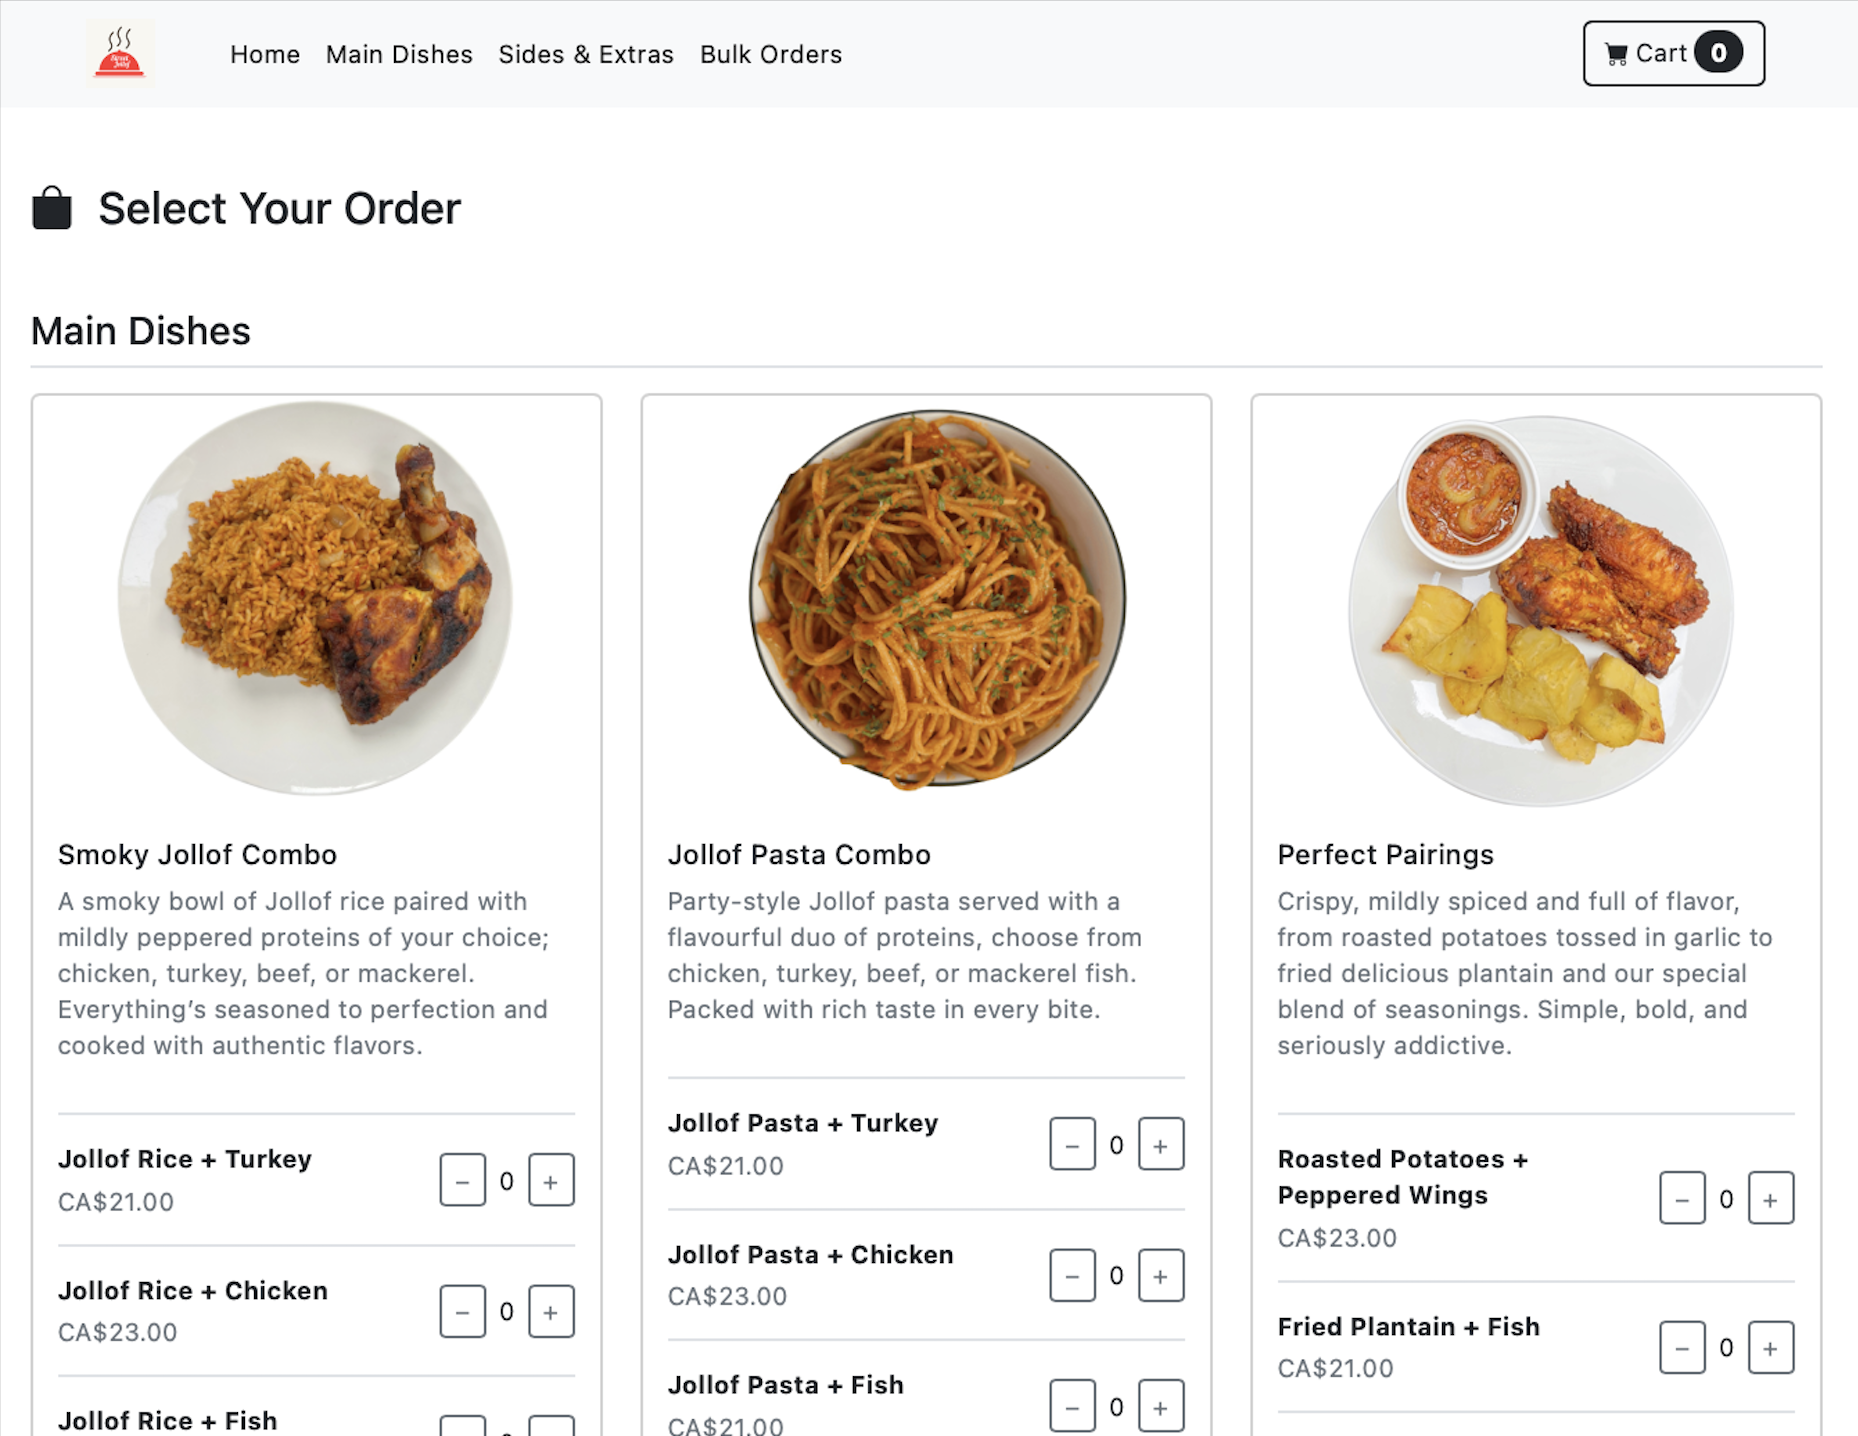 Street
Jollof
Home
Main Dishes
Sides & Extras
Bulk Orders
Cart 0
Select Your Order
Main Dishes
Smoky Jollof Combo
A smoky bowl of Jollof rice paired with
mildly peppered proteins of your choice;
chicken, turkey, beef, or mackerel.
Everything’s seasoned to perfection and
cooked with authentic flavors.
Jollof Rice + Turkey
CA$21.00
– 0 +
Jollof Rice + Chicken
CA$23.00
– 0 +
Jollof Rice + Fish
Jollof Pasta Combo
Party-style Jollof pasta served with a
flavourful duo of proteins, choose from
chicken, turkey, beef, or mackerel fish.
Packed with rich taste in every bite.
Jollof Pasta + Turkey
CA$21.00
– 0 +
Jollof Pasta + Chicken
CA$23.00
– 0 +
Jollof Pasta + Fish
CA$21.00
– 0 +
Perfect Pairings
Crispy, mildly spiced and full of flavor,
from roasted potatoes tossed in garlic to
fried delicious plantain and our special
blend of seasonings. Simple, bold, and
seriously addictive.
Roasted Potatoes +
Peppered Wings
CA$23.00
– 0 +
Fried Plantain + Fish
CA$21.00
– 0 +